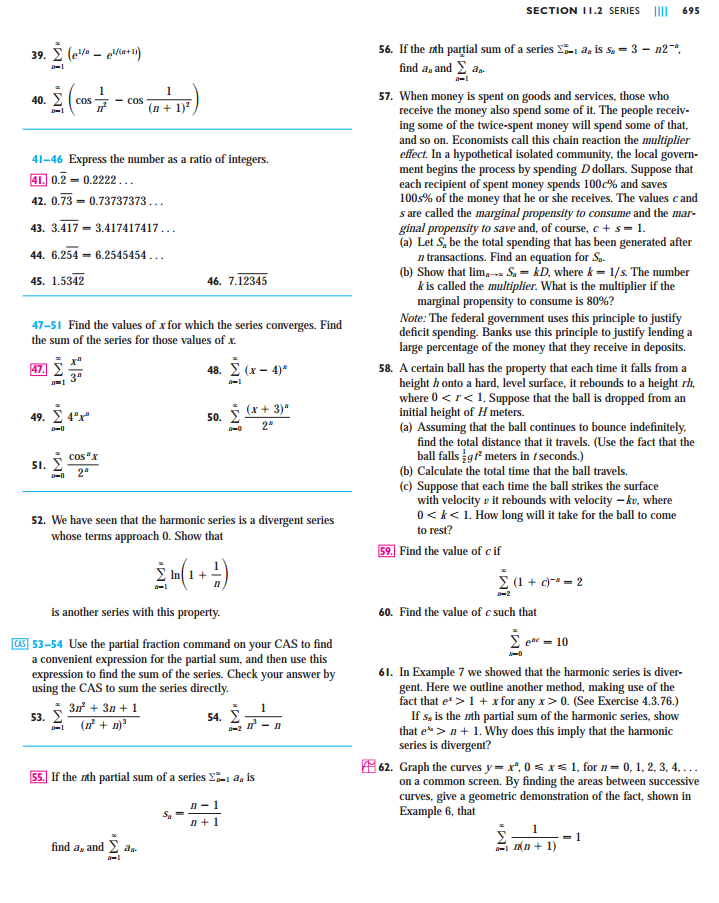 SECTION 11.2 SERIES |||| 695
39. ∑_{n=1}^{∞} (e^{1/n} − e^{1/(n+1)})
40. ∑_{n=1}^{∞} (cos 1/n² − cos 1/(n + 1)²)
41–46 Express the number as a ratio of integers.
41. 0.2̅ = 0.2222 . . .
42. 0.7̅3̅ = 0.73737373 . . .
43. 3.4̅1̅7̅ = 3.417417417 . . .
44. 6.25̅4̅ = 6.2545454 . . .
45. 1.534̅2̅ 46. 7.1̅2̅3̅4̅5̅
47–51 Find the values of x for which the series converges. Find
the sum of the series for those values of x.
47. ∑_{n=1}^{∞} xⁿ/3ⁿ 48. ∑_{n=1}^{∞} (x − 4)ⁿ
49. ∑_{n=0}^{∞} 4ⁿxⁿ 50. ∑_{n=0}^{∞} (x + 3)ⁿ/2ⁿ
51. ∑_{n=0}^{∞} cosⁿx/2ⁿ
52. We have seen that the harmonic series is a divergent series
whose terms approach 0. Show that
∑_{n=1}^{∞} ln(1 + 1/n)
is another series with this property.
CAS 53–54 Use the partial fraction command on your CAS to find
a convenient expression for the partial sum, and then use this
expression to find the sum of the series. Check your answer by
using the CAS to sum the series directly.
53. ∑_{n=1}^{∞} (3n² + 3n + 1)/(n² + n)³ 54. ∑_{n=2}^{∞} 1/(n³ − n)
55. If the nth partial sum of a series ∑_{n=1}^{∞} aₙ is
sₙ = (n − 1)/(n + 1)
find aₙ and ∑_{n=1}^{∞} aₙ.
56. If the nth partial sum of a series ∑_{n=1}^{∞} aₙ is sₙ = 3 − n2⁻ⁿ,
find aₙ and ∑_{n=1}^{∞} aₙ.
57. When money is spent on goods and services, those who
receive the money also spend some of it. The people receiv-
ing some of the twice-spent money will spend some of that,
and so on. Economists call this chain reaction the multiplier
effect. In a hypothetical isolated community, the local govern-
ment begins the process by spending D dollars. Suppose that
each recipient of spent money spends 100c% and saves
100s% of the money that he or she receives. The values c and
s are called the marginal propensity to consume and the mar-
ginal propensity to save and, of course, c + s = 1.
(a) Let Sₙ be the total spending that has been generated after
n transactions. Find an equation for Sₙ.
(b) Show that limₙ→∞ Sₙ = kD, where k = 1/s. The number
k is called the multiplier. What is the multiplier if the
marginal propensity to consume is 80%?
Note: The federal government uses this principle to justify
deficit spending. Banks use this principle to justify lending a
large percentage of the money that they receive in deposits.
58. A certain ball has the property that each time it falls from a
height h onto a hard, level surface, it rebounds to a height rh,
where 0 < r < 1. Suppose that the ball is dropped from an
initial height of H meters.
(a) Assuming that the ball continues to bounce indefinitely,
find the total distance that it travels. (Use the fact that the
ball falls ½gt² meters in t seconds.)
(b) Calculate the total time that the ball travels.
(c) Suppose that each time the ball strikes the surface
with velocity v it rebounds with velocity −kv, where
0 < k < 1. How long will it take for the ball to come
to rest?
59. Find the value of c if
∑_{n=2}^{∞} (1 + c)⁻ⁿ = 2
60. Find the value of c such that
∑_{n=0}^{∞} e^{nc} = 10
61. In Example 7 we showed that the harmonic series is diver-
gent. Here we outline another method, making use of the
fact that eˣ > 1 + x for any x > 0. (See Exercise 4.3.76.)
If sₙ is the nth partial sum of the harmonic series, show
that e^{sₙ} > n + 1. Why does this imply that the harmonic
series is divergent?
62. Graph the curves y = xⁿ, 0 ≤ x ≤ 1, for n = 0, 1, 2, 3, 4, . . .
on a common screen. By finding the areas between successive
curves, give a geometric demonstration of the fact, shown in
Example 6, that
∑_{n=1}^{∞} 1/(n(n + 1)) = 1